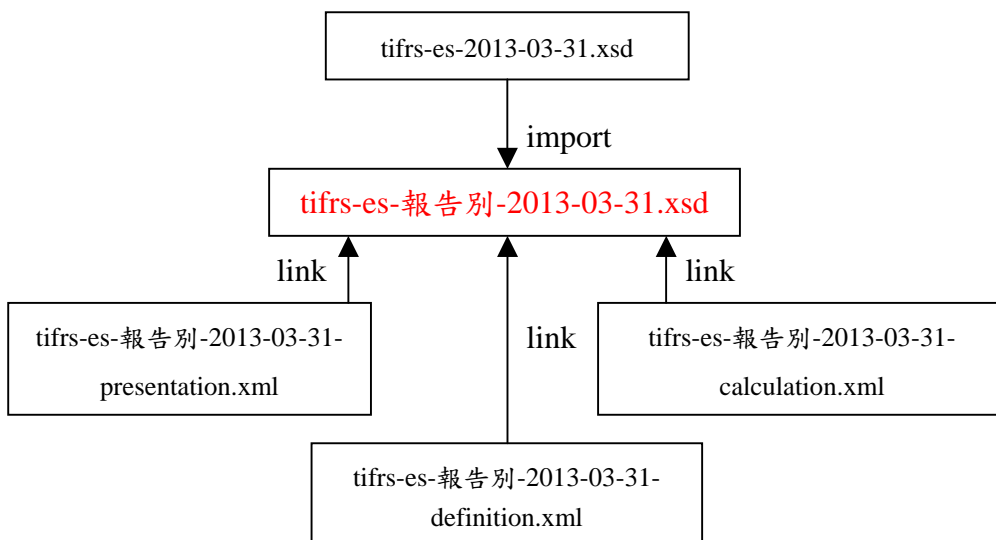 tifrs-es-2013-03-31.xsd
import
tifrs-es-報告別-2013-03-31.xsd
link
link
tifrs-es-報告別-2013-03-31-
presentation.xml
link
tifrs-es-報告別-2013-03-31-
calculation.xml
tifrs-es-報告別-2013-03-31-
definition.xml